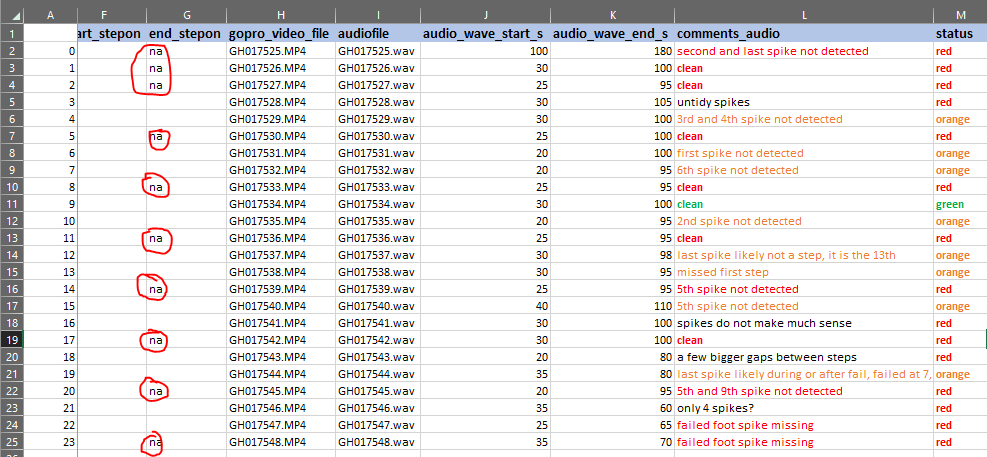 A F G H I J K L M
1 art_stepon end_stepon gopro_video_file audiofile audio_wave_start_s audio_wave_end_s comments_audio status
2 0 na GH017525.MP4 GH017525.wav 100 180 second and last spike not detected red
3 1 na GH017526.MP4 GH017526.wav 30 100 clean red
4 2 na GH017527.MP4 GH017527.wav 25 95 clean red
5 3 GH017528.MP4 GH017528.wav 30 105 untidy spikes red
6 4 GH017529.MP4 GH017529.wav 30 100 3rd and 4th spike not detected orange
7 5 na GH017530.MP4 GH017530.wav 25 100 clean red
8 6 GH017531.MP4 GH017531.wav 20 100 first spike not detected orange
9 7 GH017532.MP4 GH017532.wav 20 95 6th spike not detected orange
10 8 na GH017533.MP4 GH017533.wav 25 95 clean red
11 9 GH017534.MP4 GH017534.wav 30 100 clean green
12 10 GH017535.MP4 GH017535.wav 20 95 2nd spike not detected orange
13 11 na GH017536.MP4 GH017536.wav 25 95 clean red
14 12 GH017537.MP4 GH017537.wav 30 98 last spike likely not a step, it is the 13th orange
15 13 GH017538.MP4 GH017538.wav 30 95 missed first step orange
16 14 na GH017539.MP4 GH017539.wav 25 95 5th spike not detected red
17 15 GH017540.MP4 GH017540.wav 40 110 5th spike not detected orange
18 16 GH017541.MP4 GH017541.wav 30 100 spikes do not make much sense red
19 17 na GH017542.MP4 GH017542.wav 30 100 clean red
20 18 GH017543.MP4 GH017543.wav 20 80 a few bigger gaps between steps red
21 19 GH017544.MP4 GH017544.wav 35 80 last spike likely during or after fail, failed at 7, orange
22 20 na GH017545.MP4 GH017545.wav 20 95 5th and 9th spike not detected red
23 21 GH017546.MP4 GH017546.wav 35 60 only 4 spikes? red
24 22 GH017547.MP4 GH017547.wav 25 65 failed foot spike missing red
25 23 na GH017548.MP4 GH017548.wav 35 70 failed foot spike missing red